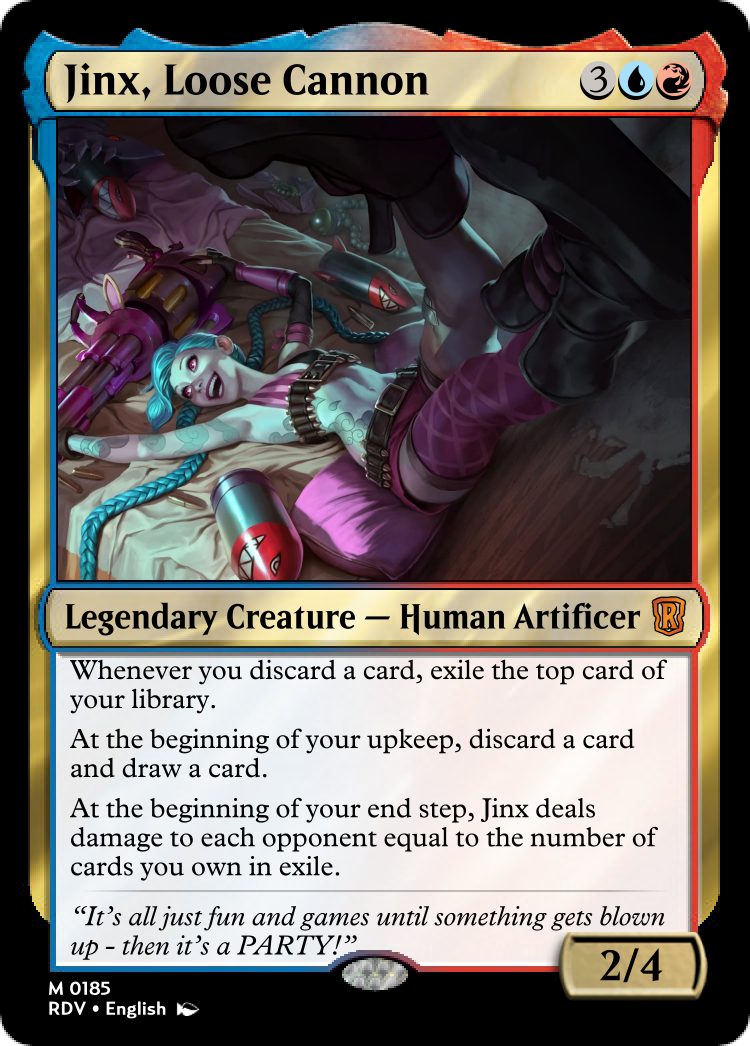 Jinx, Loose Cannon 3
Legendary Creature — Human Artificer R
Whenever you discard a card, exile the top card of
your library.
At the beginning of your upkeep, discard a card
and draw a card.
At the beginning of your end step, Jinx deals
damage to each opponent equal to the number of
cards you own in exile.
“It’s all just fun and games until something gets blown
up - then it’s a PARTY!”
2/4
M 0185
RDV • English